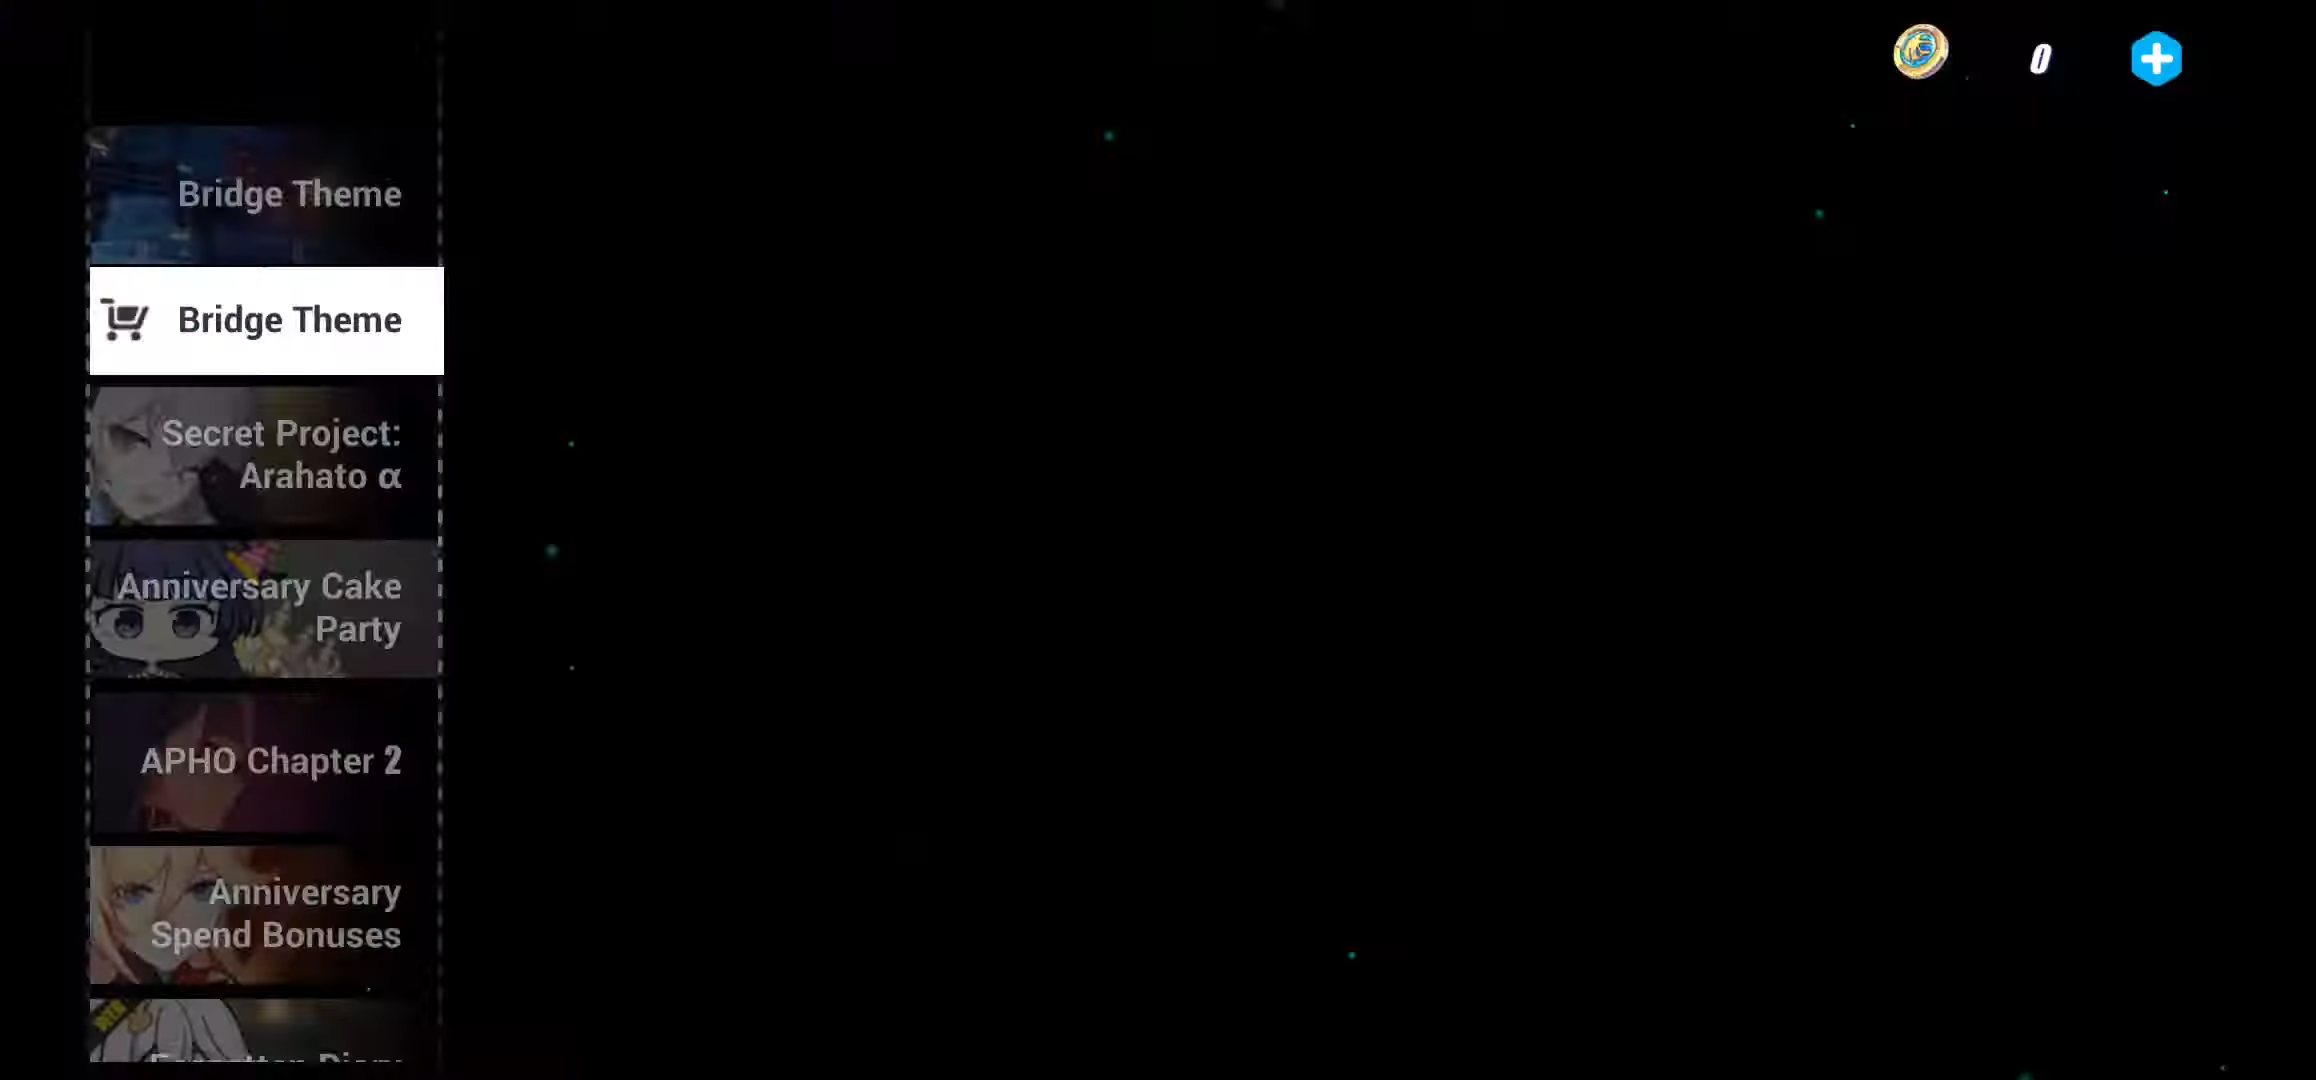 0
Bridge Theme
Bridge Theme
Secret Project:
Arahato α
Anniversary Cake
Party
APHO Chapter 2
Anniversary
Spend Bonuses